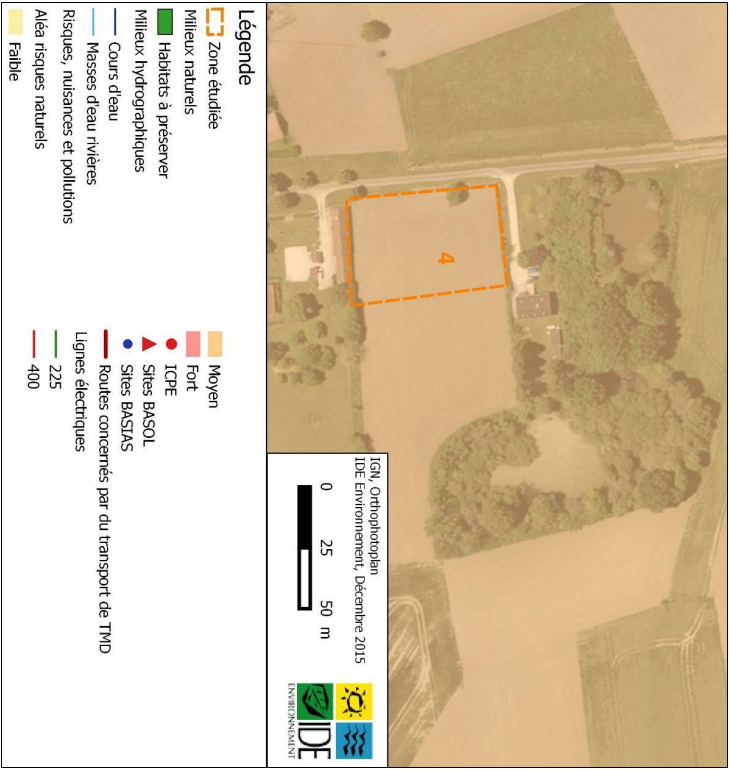 4
IGN, Orthophotoplan
IDE Environnement, Décembre 2015
0 25 50 m
IDE
ENVIRONNEMENT
Légende
Zone étudiée
Milieux naturels
Habitats à préserver
Milieux hydrographiques
Cours d'eau
Masses d'eau rivières
Risques, nuisances et pollutions
Aléa risques naturels
Faible
Moyen
Fort
ICPE
Sites BASOL
Sites BASIAS
Routes concernés par du transport de TMD
Lignes électriques
225
400